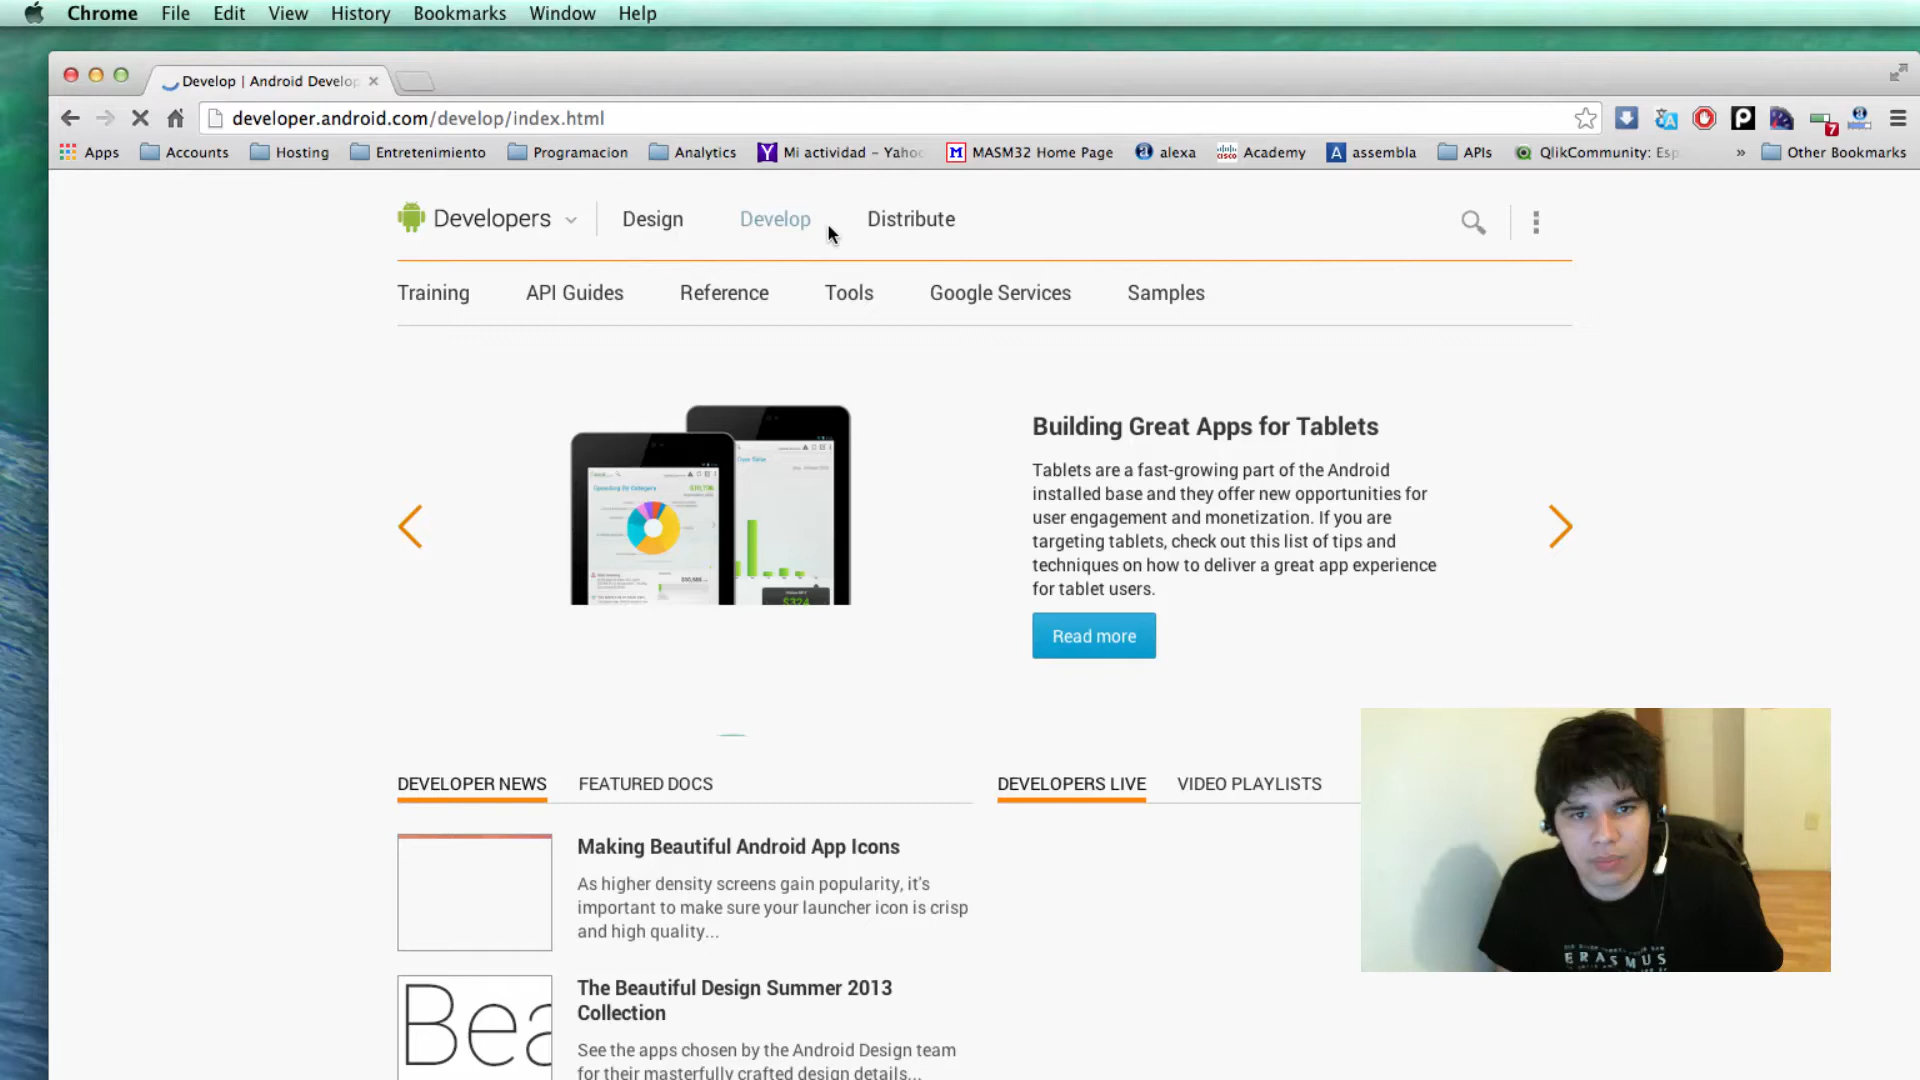 Chrome File Edit View History Bookmarks Window Help
Develop | Android Develop
developer.android.com/develop/index.html
7
Apps Accounts Hosting Entretenimiento Programacion Analytics Mi actividad – Yahoo MASM32 Home Page alexa Academy assembla APIs QlikCommunity: Esp » Other Bookmarks
Developers Design Develop Distribute
Training API Guides Reference Tools Google Services Samples
Building Great Apps for Tablets
Tablets are a fast-growing part of the Android
installed base and they offer new opportunities for
user engagement and monetization. If you are
targeting tablets, check out this list of tips and
techniques on how to deliver a great app experience
for tablet users.
Read more
Spending By Category
$324
DEVELOPER NEWS FEATURED DOCS
DEVELOPERS LIVE VIDEO PLAYLISTS
Making Beautiful Android App Icons
As higher density screens gain popularity, it's
important to make sure your launcher icon is crisp
and high quality...
Bea
The Beautiful Design Summer 2013
Collection
See the apps chosen by the Android Design team
for their masterfully crafted design details...
ERASMUS